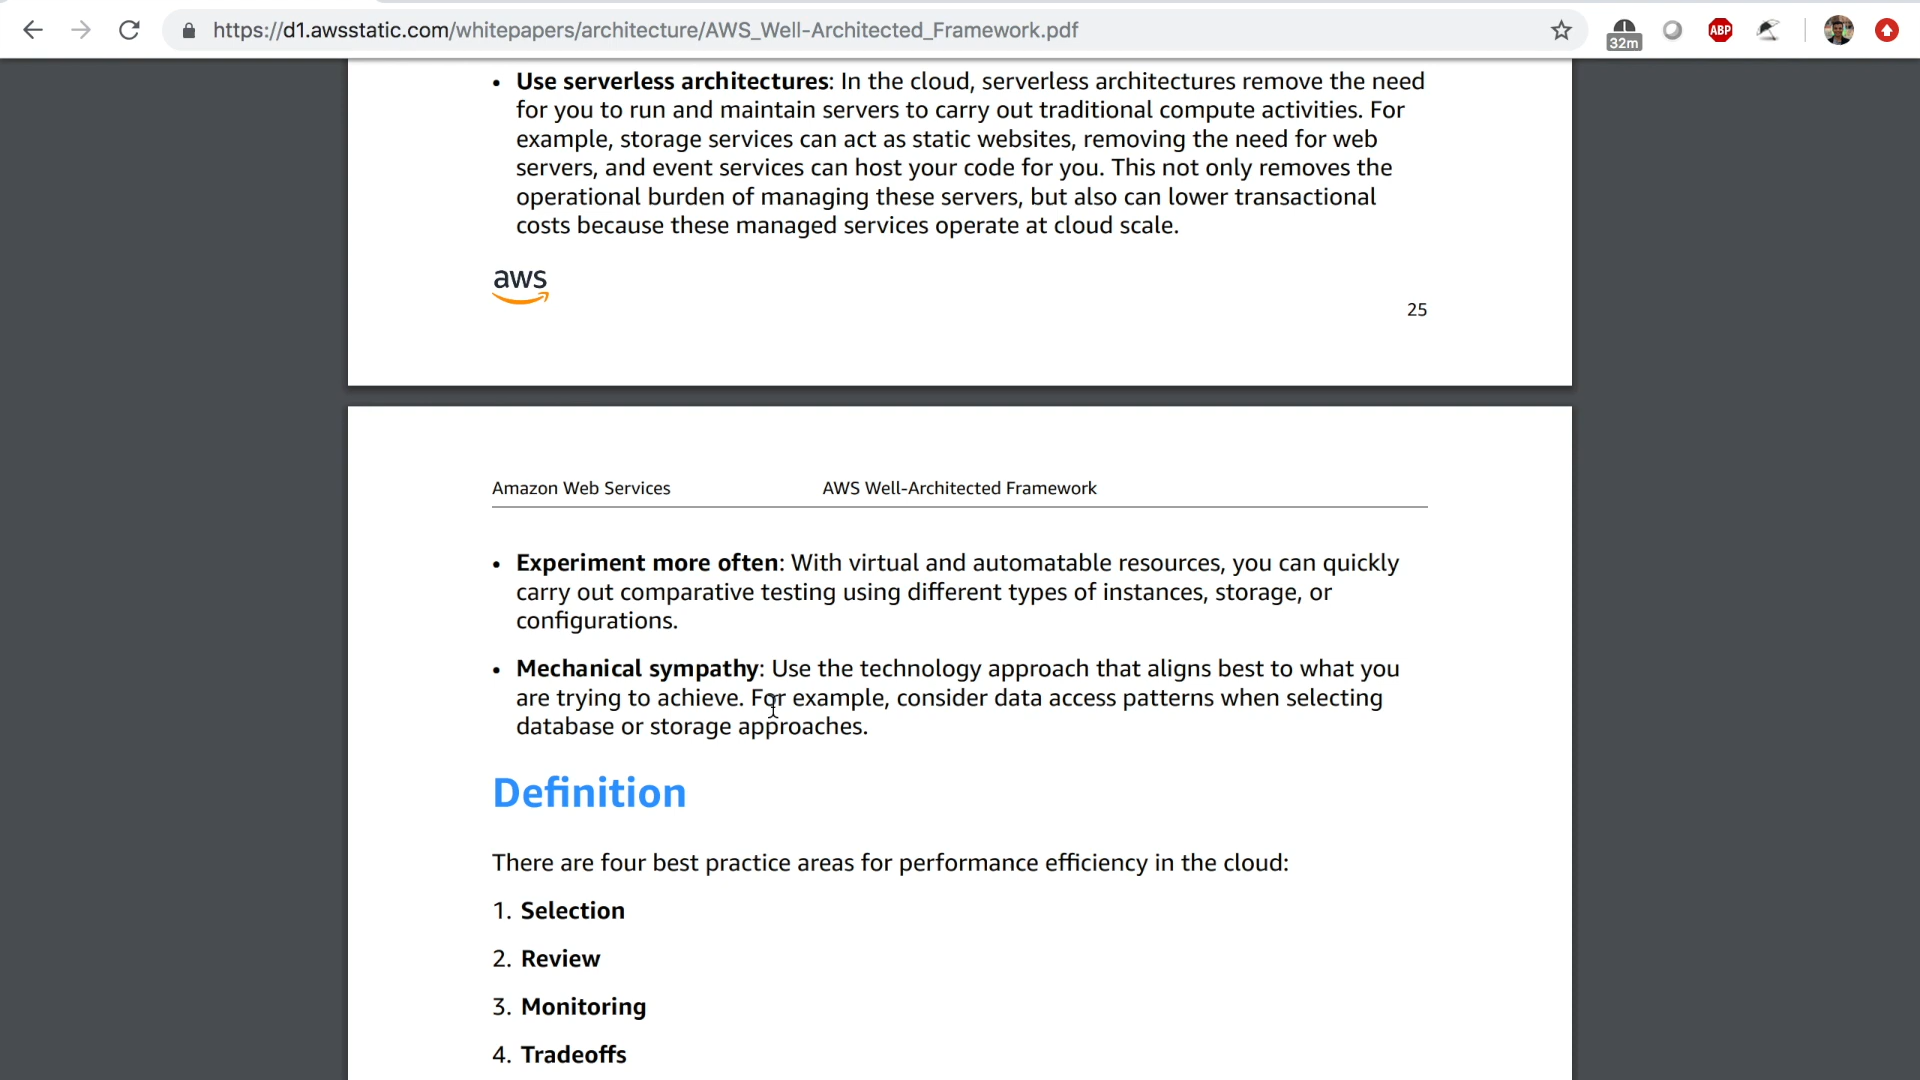 https://d1.awsstatic.com/whitepapers/architecture/AWS_Well-Architected_Framework.pdf
32m
ABP
• Use serverless architectures: In the cloud, serverless architectures remove the need
for you to run and maintain servers to carry out traditional compute activities. For
example, storage services can act as static websites, removing the need for web
servers, and event services can host your code for you. This not only removes the
operational burden of managing these servers, but also can lower transactional
costs because these managed services operate at cloud scale.
aws
25
Amazon Web Services AWS Well-Architected Framework
• Experiment more often: With virtual and automatable resources, you can quickly
carry out comparative testing using different types of instances, storage, or
configurations.
• Mechanical sympathy: Use the technology approach that aligns best to what you
are trying to achieve. For example, consider data access patterns when selecting
database or storage approaches.
Definition
There are four best practice areas for performance efficiency in the cloud:
1. Selection
2. Review
3. Monitoring
4. Tradeoffs